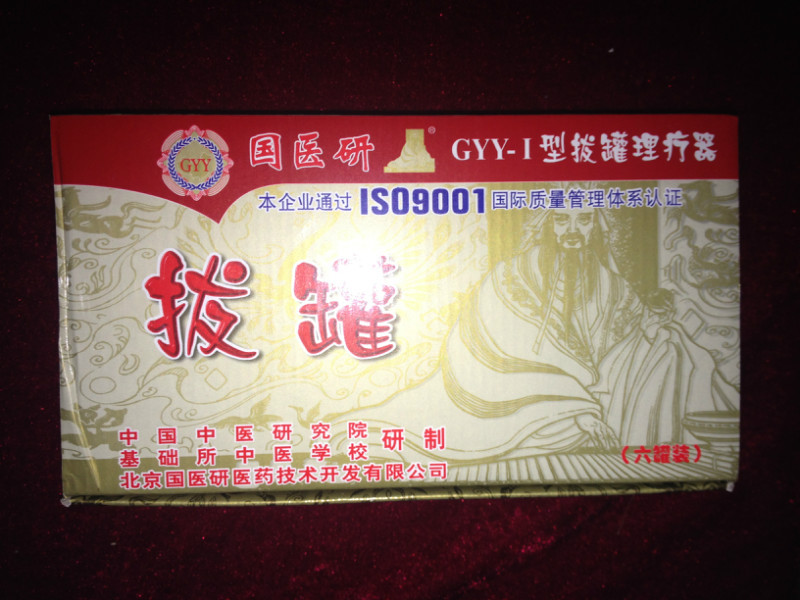 GYY
国医研
GYY-I型拔罐理疗器
本企业通过ISO9001国际质量管理体系认证
拔罐
中国中医研究院
基础所中医学校
研制
北京国医研医药技术开发有限公司
（六罐装）